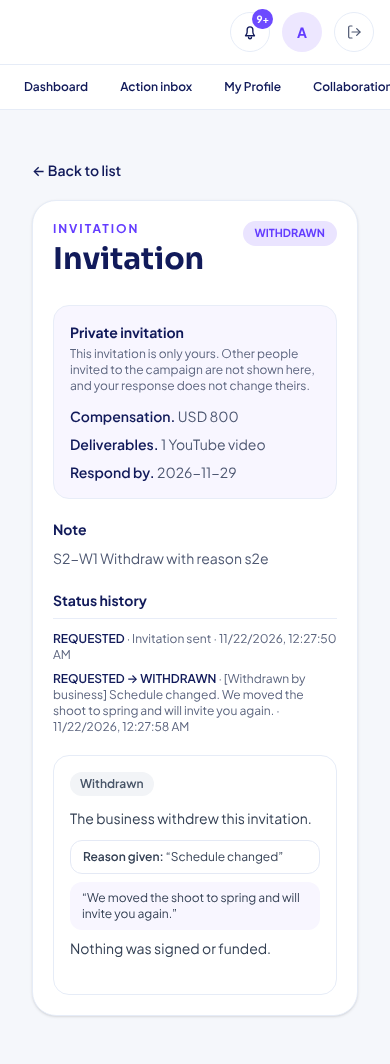 9+
A
Dashboard Action inbox My Profile Collaboration
← Back to list
INVITATION
WITHDRAWN
Invitation
Private invitation
This invitation is only yours. Other people
invited to the campaign are not shown here,
and your response does not change theirs.
Compensation. USD 800
Deliverables. 1 YouTube video
Respond by. 2026-11-29
Note
S2-W1 Withdraw with reason s2e
Status history
REQUESTED · Invitation sent · 11/22/2026, 12:27:50
AM
REQUESTED → WITHDRAWN · [Withdrawn by
business] Schedule changed. We moved the
shoot to spring and will invite you again. ·
11/22/2026, 12:27:58 AM
Withdrawn
The business withdrew this invitation.
Reason given: “Schedule changed”
“We moved the shoot to spring and will
invite you again.”
Nothing was signed or funded.